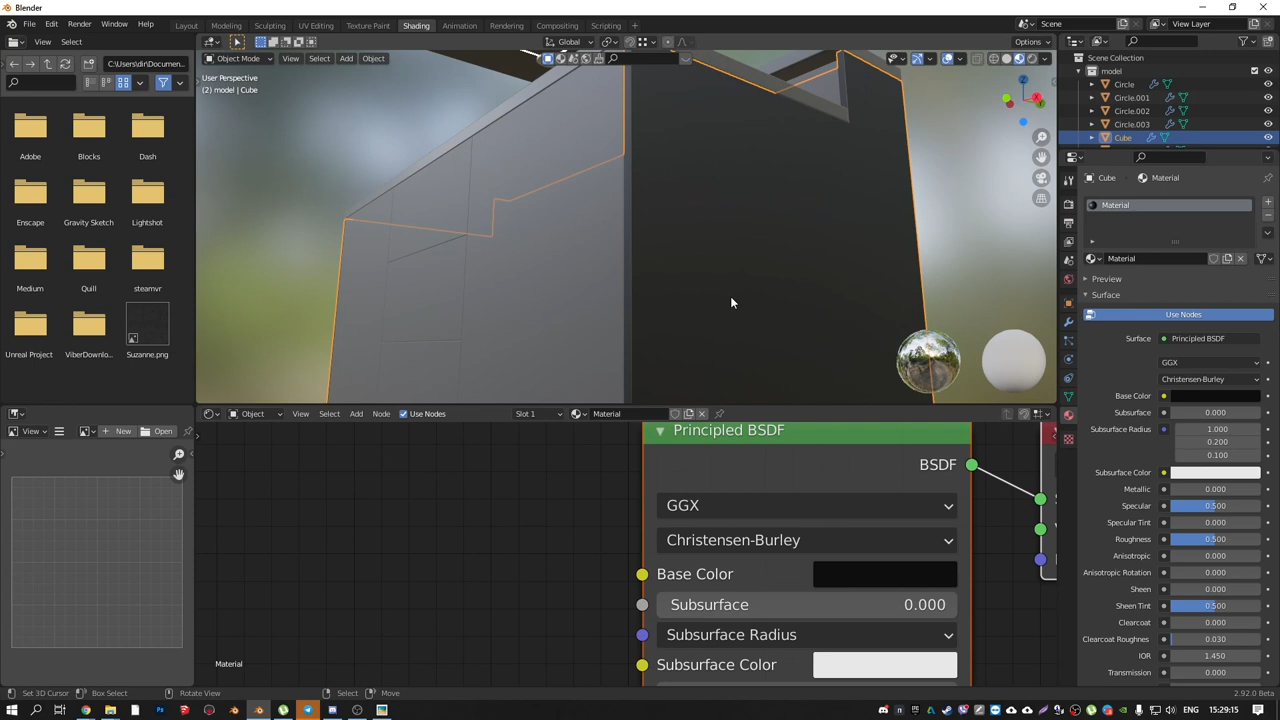 Blender
File Edit Render Window Help
Layout Modeling Sculpting UV Editing Texture Paint Shading Animation Rendering Compositing Scripting
Scene
View Layer
View Select
Global
Options
C:\Users\dir\Documen...
Object Mode View Select Add Object
User Perspective
(2) model | Cube
Adobe Blocks Dash
Enscape Gravity Sketch Lightshot
Medium Quill steamvr
Unreal Project ViberDownlo... Suzanne.png
Scene Collection
model
Circle
Circle.001
Circle.002
Circle.003
Cube
Cube Material
Material
Material
Preview
Surface
Use Nodes
Surface Principled BSDF
GGX
Christensen-Burley
Base Color
Subsurface 0.000
Subsurface Radius 1.000
0.200
0.100
Subsurface Color
Metallic 0.000
Specular 0.500
Specular Tint 0.000
Roughness 0.500
Anisotropic 0.000
Anisotropic Rotation 0.000
Sheen 0.000
Sheen Tint 0.500
Clearcoat 0.000
Clearcoat Roughnes 0.030
IOR 1.450
Transmission 0.000
View New Open
Object View Select Add Node Use Nodes Slot 1 Material
Principled BSDF
BSDF
GGX
Christensen-Burley
Base Color
Subsurface 0.000
Subsurface Radius
Subsurface Color
Material
Set 3D Cursor Box Select Rotate View Select Move
2.92.0 Beta
ENG 15:29:15